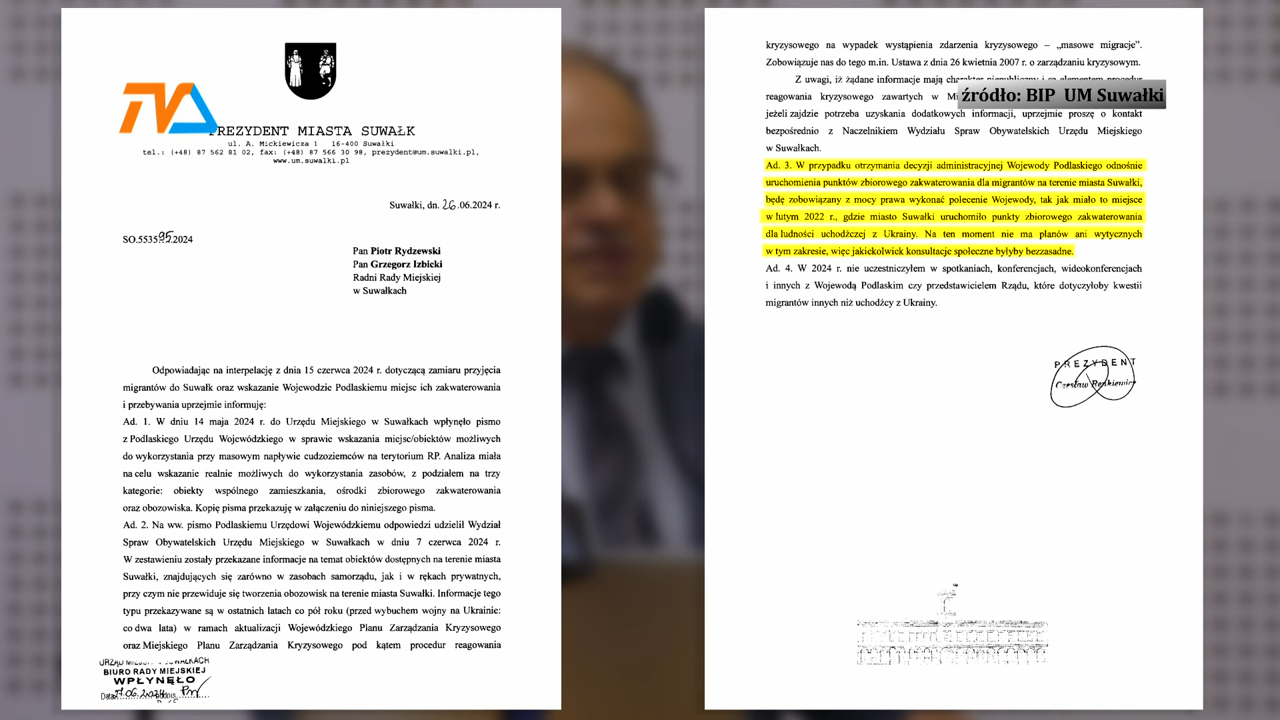 TVA
PREZYDENT MIASTA SUWAŁK
ul. A. Mickiewicza 1 16-400 Suwałki
tel.: (+48) 87 562 81 02, fax: (+48) 87 566 30 98, prezydent@um.suwalki.pl,
www.um.suwalki.pl
Suwałki, dn. 26.06.2024 r.
SO.5535.95.2024
Pan Piotr Rydzewski
Pan Grzegorz Izbicki
Radni Rady Miejskiej
w Suwałkach
Odpowiadając na interpelację z dnia 15 czerwca 2024 r. dotyczącą zamiaru przyjęcia
migrantów do Suwałk oraz wskazanie Wojewodzie Podlaskiemu miejsc ich zakwaterowania
i przebywania uprzejmie informuję:
Ad. 1. W dniu 14 maja 2024 r. do Urzędu Miejskiego w Suwałkach wpłynęło pismo
z Podlaskiego Urzędu Wojewódzkiego w sprawie wskazania miejsc/obiektów możliwych
do wykorzystania przy masowym napływie cudzoziemców na terytorium RP. Analiza miała
na celu wskazanie realnie możliwych do wykorzystania zasobów, z podziałem na trzy
kategorie: obiekty wspólnego zamieszkania, ośrodki zbiorowego zakwaterowania
oraz obozowiska. Kopię pisma przekazuję w załączeniu do niniejszego pisma.
Ad. 2. Na ww. pismo Podlaskiemu Urzędowi Wojewódzkiemu odpowiedzi udzielił Wydział
Spraw Obywatelskich Urzędu Miejskiego w Suwałkach w dniu 7 czerwca 2024 r.
W zestawieniu zostały przekazane informacje na temat obiektów dostępnych na terenie miasta
Suwałki, znajdujących się zarówno w zasobach samorządu, jak i w rękach prywatnych,
przy czym nie przewiduje się tworzenia obozowisk na terenie miasta Suwałki. Informacje tego
typu przekazywane są w ostatnich latach co pół roku (przed wybuchem wojny na Ukrainie:
co dwa lata) w ramach aktualizacji Wojewódzkiego Planu Zarządzania Kryzysowego
oraz Miejskiego Planu Zarządzania Kryzysowego pod kątem procedur reagowania
BIURO RADY MIEJSKIEJ
WPŁYNĘŁO
kryzysowego na wypadek wystąpienia zdarzenia kryzysowego – „masowe migracje”.
Zobowiązuje nas do tego m.in. Ustawa z dnia 26 kwietnia 2007 r. o zarządzaniu kryzysowym.
Z uwagi, iż żądane informacje mają charakter niepubliczny i są elementem procedur
reagowania kryzysowego zawartych w
źródło: BIP UM Suwałki
jeżeli zajdzie potrzeba uzyskania dodatkowych informacji, uprzejmie proszę o kontakt
bezpośrednio z Naczelnikiem Wydziału Spraw Obywatelskich Urzędu Miejskiego
w Suwałkach.
Ad. 3. W przypadku otrzymania decyzji administracyjnej Wojewody Podlaskiego odnośnie
uruchomienia punktów zbiorowego zakwaterowania dla migrantów na terenie miasta Suwałki,
będę zobowiązany z mocy prawa wykonać polecenie Wojewody, tak jak miało to miejsce
w lutym 2022 r., gdzie miasto Suwałki uruchomiło punkty zbiorowego zakwaterowania
dla ludności uchodźczej z Ukrainy. Na ten moment nie ma planów ani wytycznych
w tym zakresie, więc jakiekolwiek konsultacje społeczne byłyby bezzasadne.
Ad. 4. W 2024 r. nie uczestniczyłem w spotkaniach, konferencjach, wideokonferencjach
i innych z Wojewodą Podlaskim czy przedstawicielem Rządu, które dotyczyłoby kwestii
migrantów innych niż uchodźcy z Ukrainy.
PREZYDENT
Czesław Renkiewicz